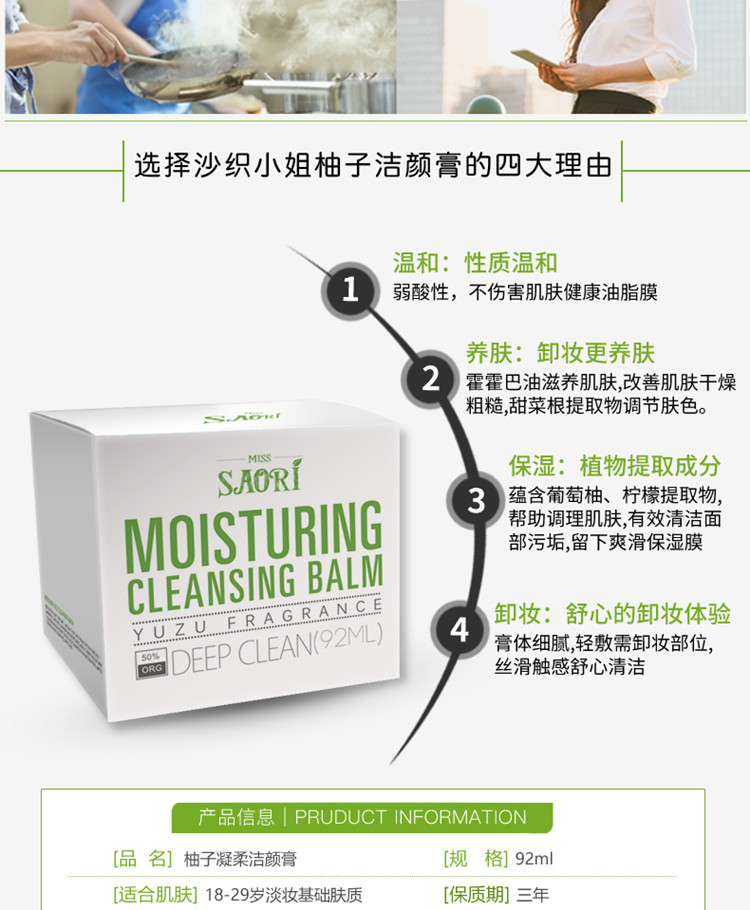 选择沙织小姐柚子洁颜膏的四大理由
1
温和：性质温和
弱酸性，不伤害肌肤健康油脂膜
2
养肤：卸妆更养肤
霍霍巴油滋养肌肤,改善肌肤干燥
粗糙,甜菜根提取物调节肤色。
3
保湿：植物提取成分
蕴含葡萄柚、柠檬提取物,
帮助调理肌肤,有效清洁面
部污垢,留下爽滑保湿膜
4
卸妆：舒心的卸妆体验
膏体细腻,轻敷需卸妆部位,
丝滑触感舒心清洁
Miss
SAORI
MISS
SAORI
MOISTURING
CLEANSING BALM
YUZU FRAGRANCE
50%
ORG
DEEP CLEAN(92ML)
产品信息｜PRUDUCT INFORMATION
[品 名] 柚子凝柔洁颜膏 [规 格] 92ml
[适合肌肤] 18-29岁淡妆基础肤质 [保质期] 三年